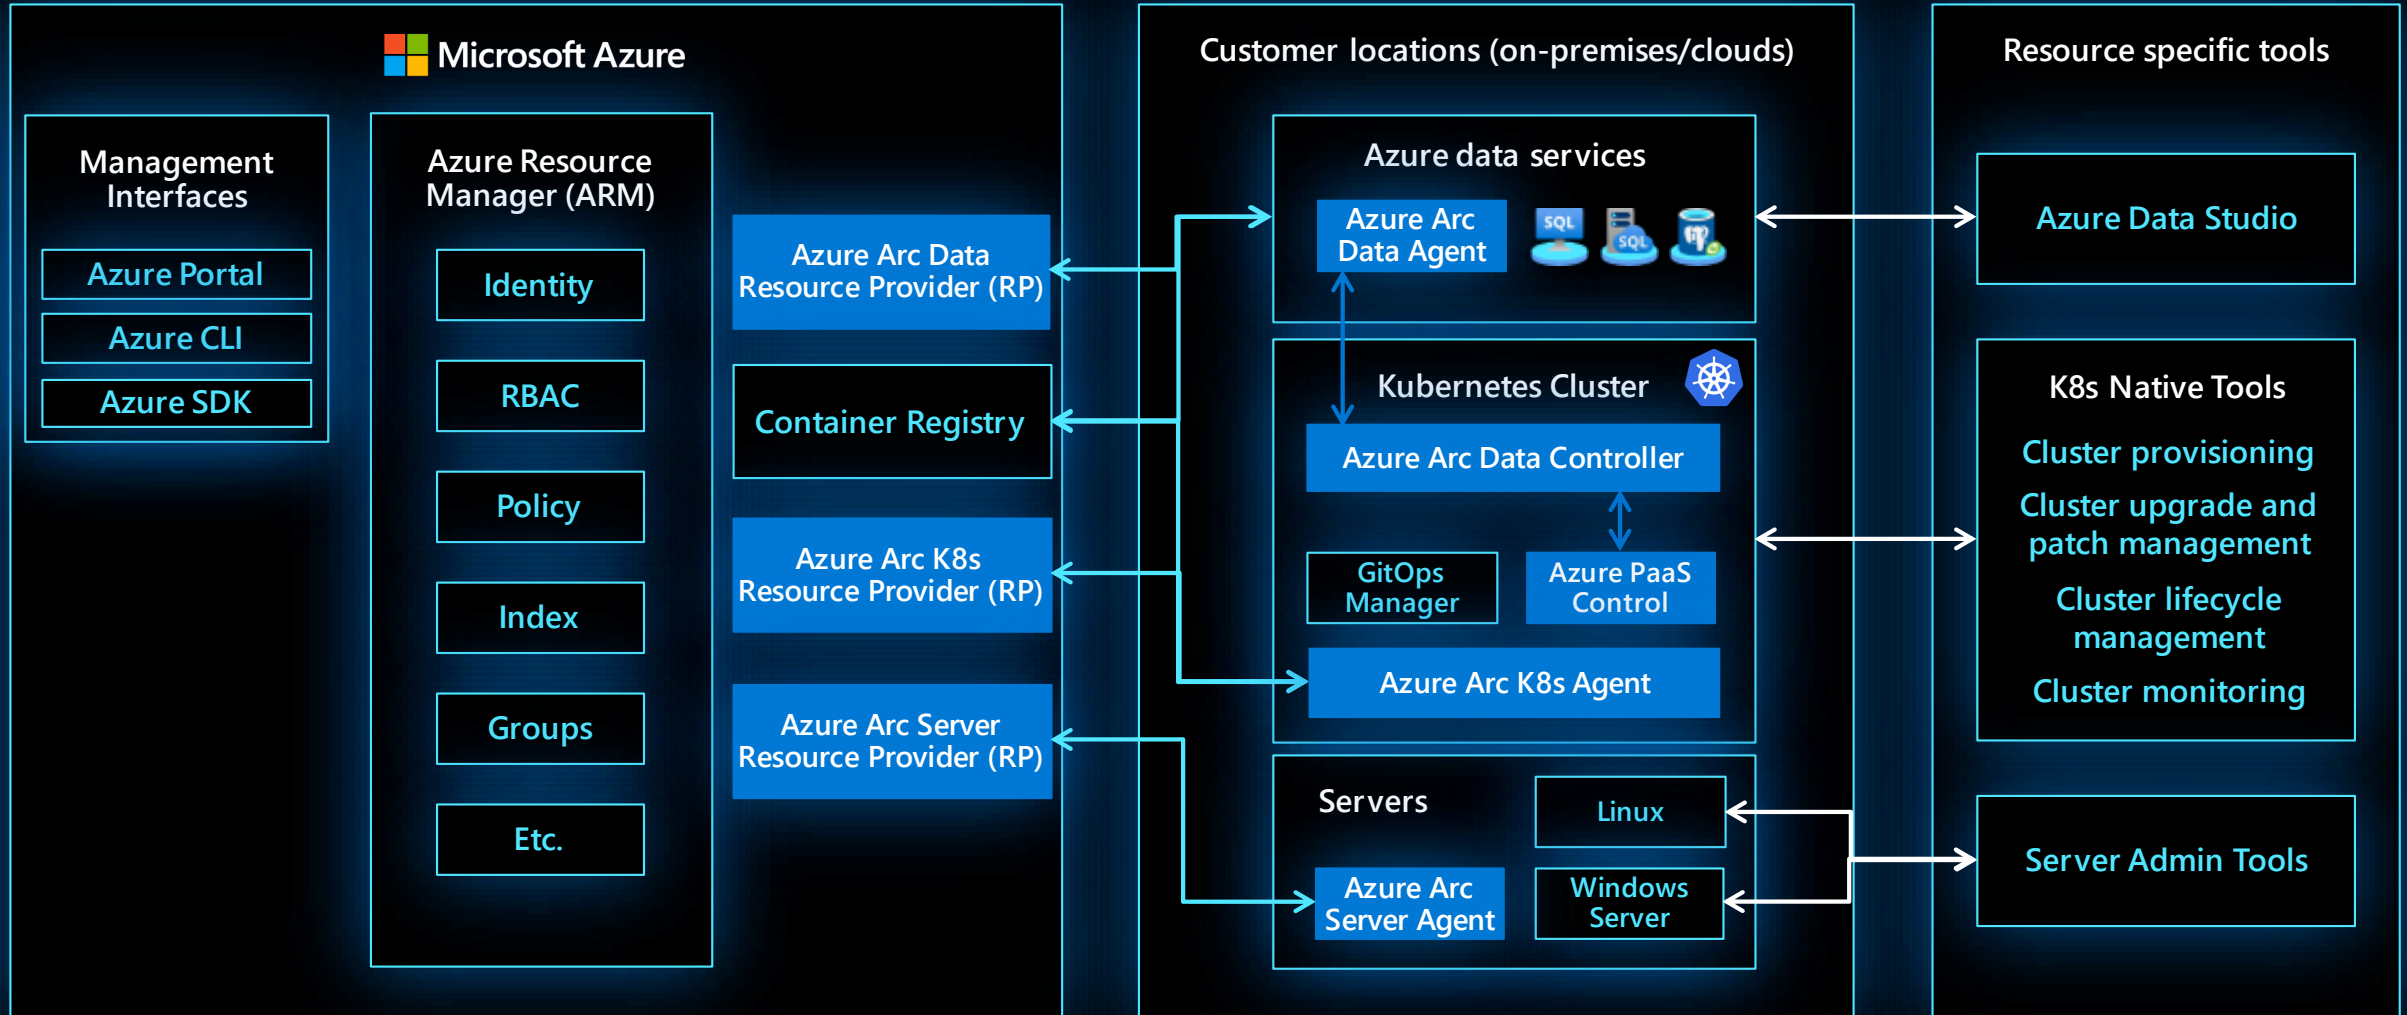 Microsoft Azure
Management
Interfaces
Azure Portal
Azure CLI
Azure SDK
Azure Resource
Manager (ARM)
Identity
RBAC
Policy
Index
Groups
Etc.
Azure Arc Data
Resource Provider (RP)
Container Registry
Azure Arc K8s
Resource Provider (RP)
Azure Arc Server
Resource Provider (RP)
Customer locations (on-premises/clouds)
Azure data services
Azure Arc
Data Agent
SQL
SQL
Kubernetes Cluster
Azure Arc Data Controller
GitOps
Manager
Azure PaaS
Control
Azure Arc K8s Agent
Servers
Linux
Azure Arc
Server Agent
Windows
Server
Resource specific tools
Azure Data Studio
K8s Native Tools
Cluster provisioning
Cluster upgrade and
patch management
Cluster lifecycle
management
Cluster monitoring
Server Admin Tools